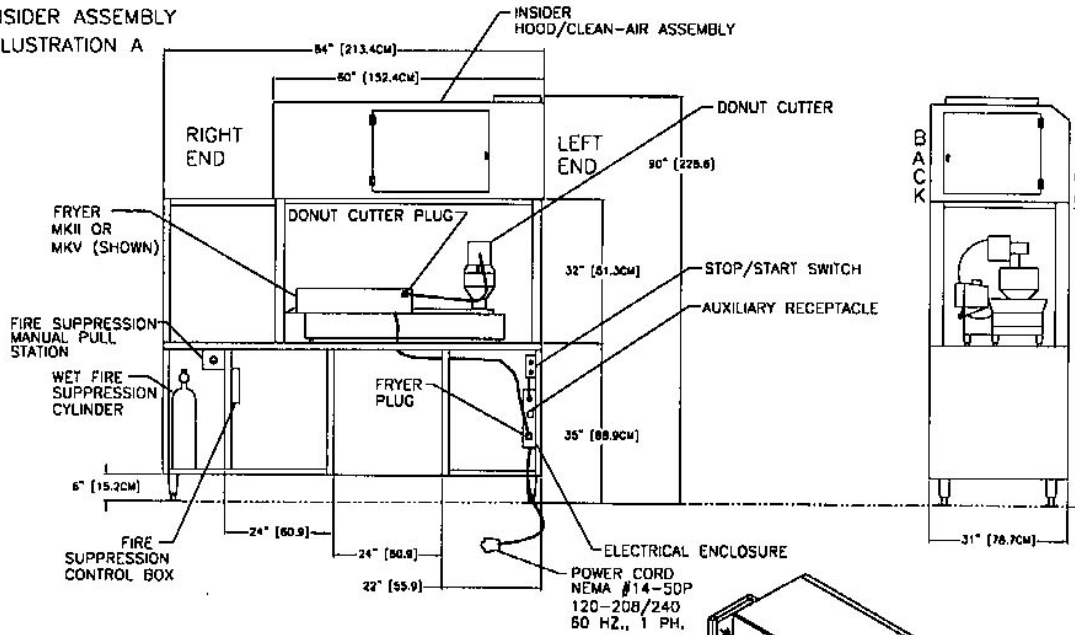 NSIDER ASSEMBLY
LLUSTRATION A
INSIDER
HOOD/CLEAN-AIR ASSEMBLY
84" [213.4CM]
60" [152.4CM]
RIGHT
END
LEFT
END
DONUT CUTTER
90" [228.6]
BACK
FRYER
MKII OR
MKV (SHOWN)
DONUT CUTTER PLUG
32" [81.3CM]
STOP/START SWITCH
AUXILIARY RECEPTACLE
FIRE SUPPRESSION
MANUAL PULL
STATION
WET FIRE
SUPPRESSION
CYLINDER
FRYER
PLUG
35" [88.9CM]
6" [15.2CM]
24" [60.9]
24" [60.9]
22" [55.9]
FIRE
SUPPRESSION
CONTROL BOX
ELECTRICAL ENCLOSURE
POWER CORD
NEMA #14-50P
120-208/240
60 HZ., 1 PH.
31" [78.7CM]